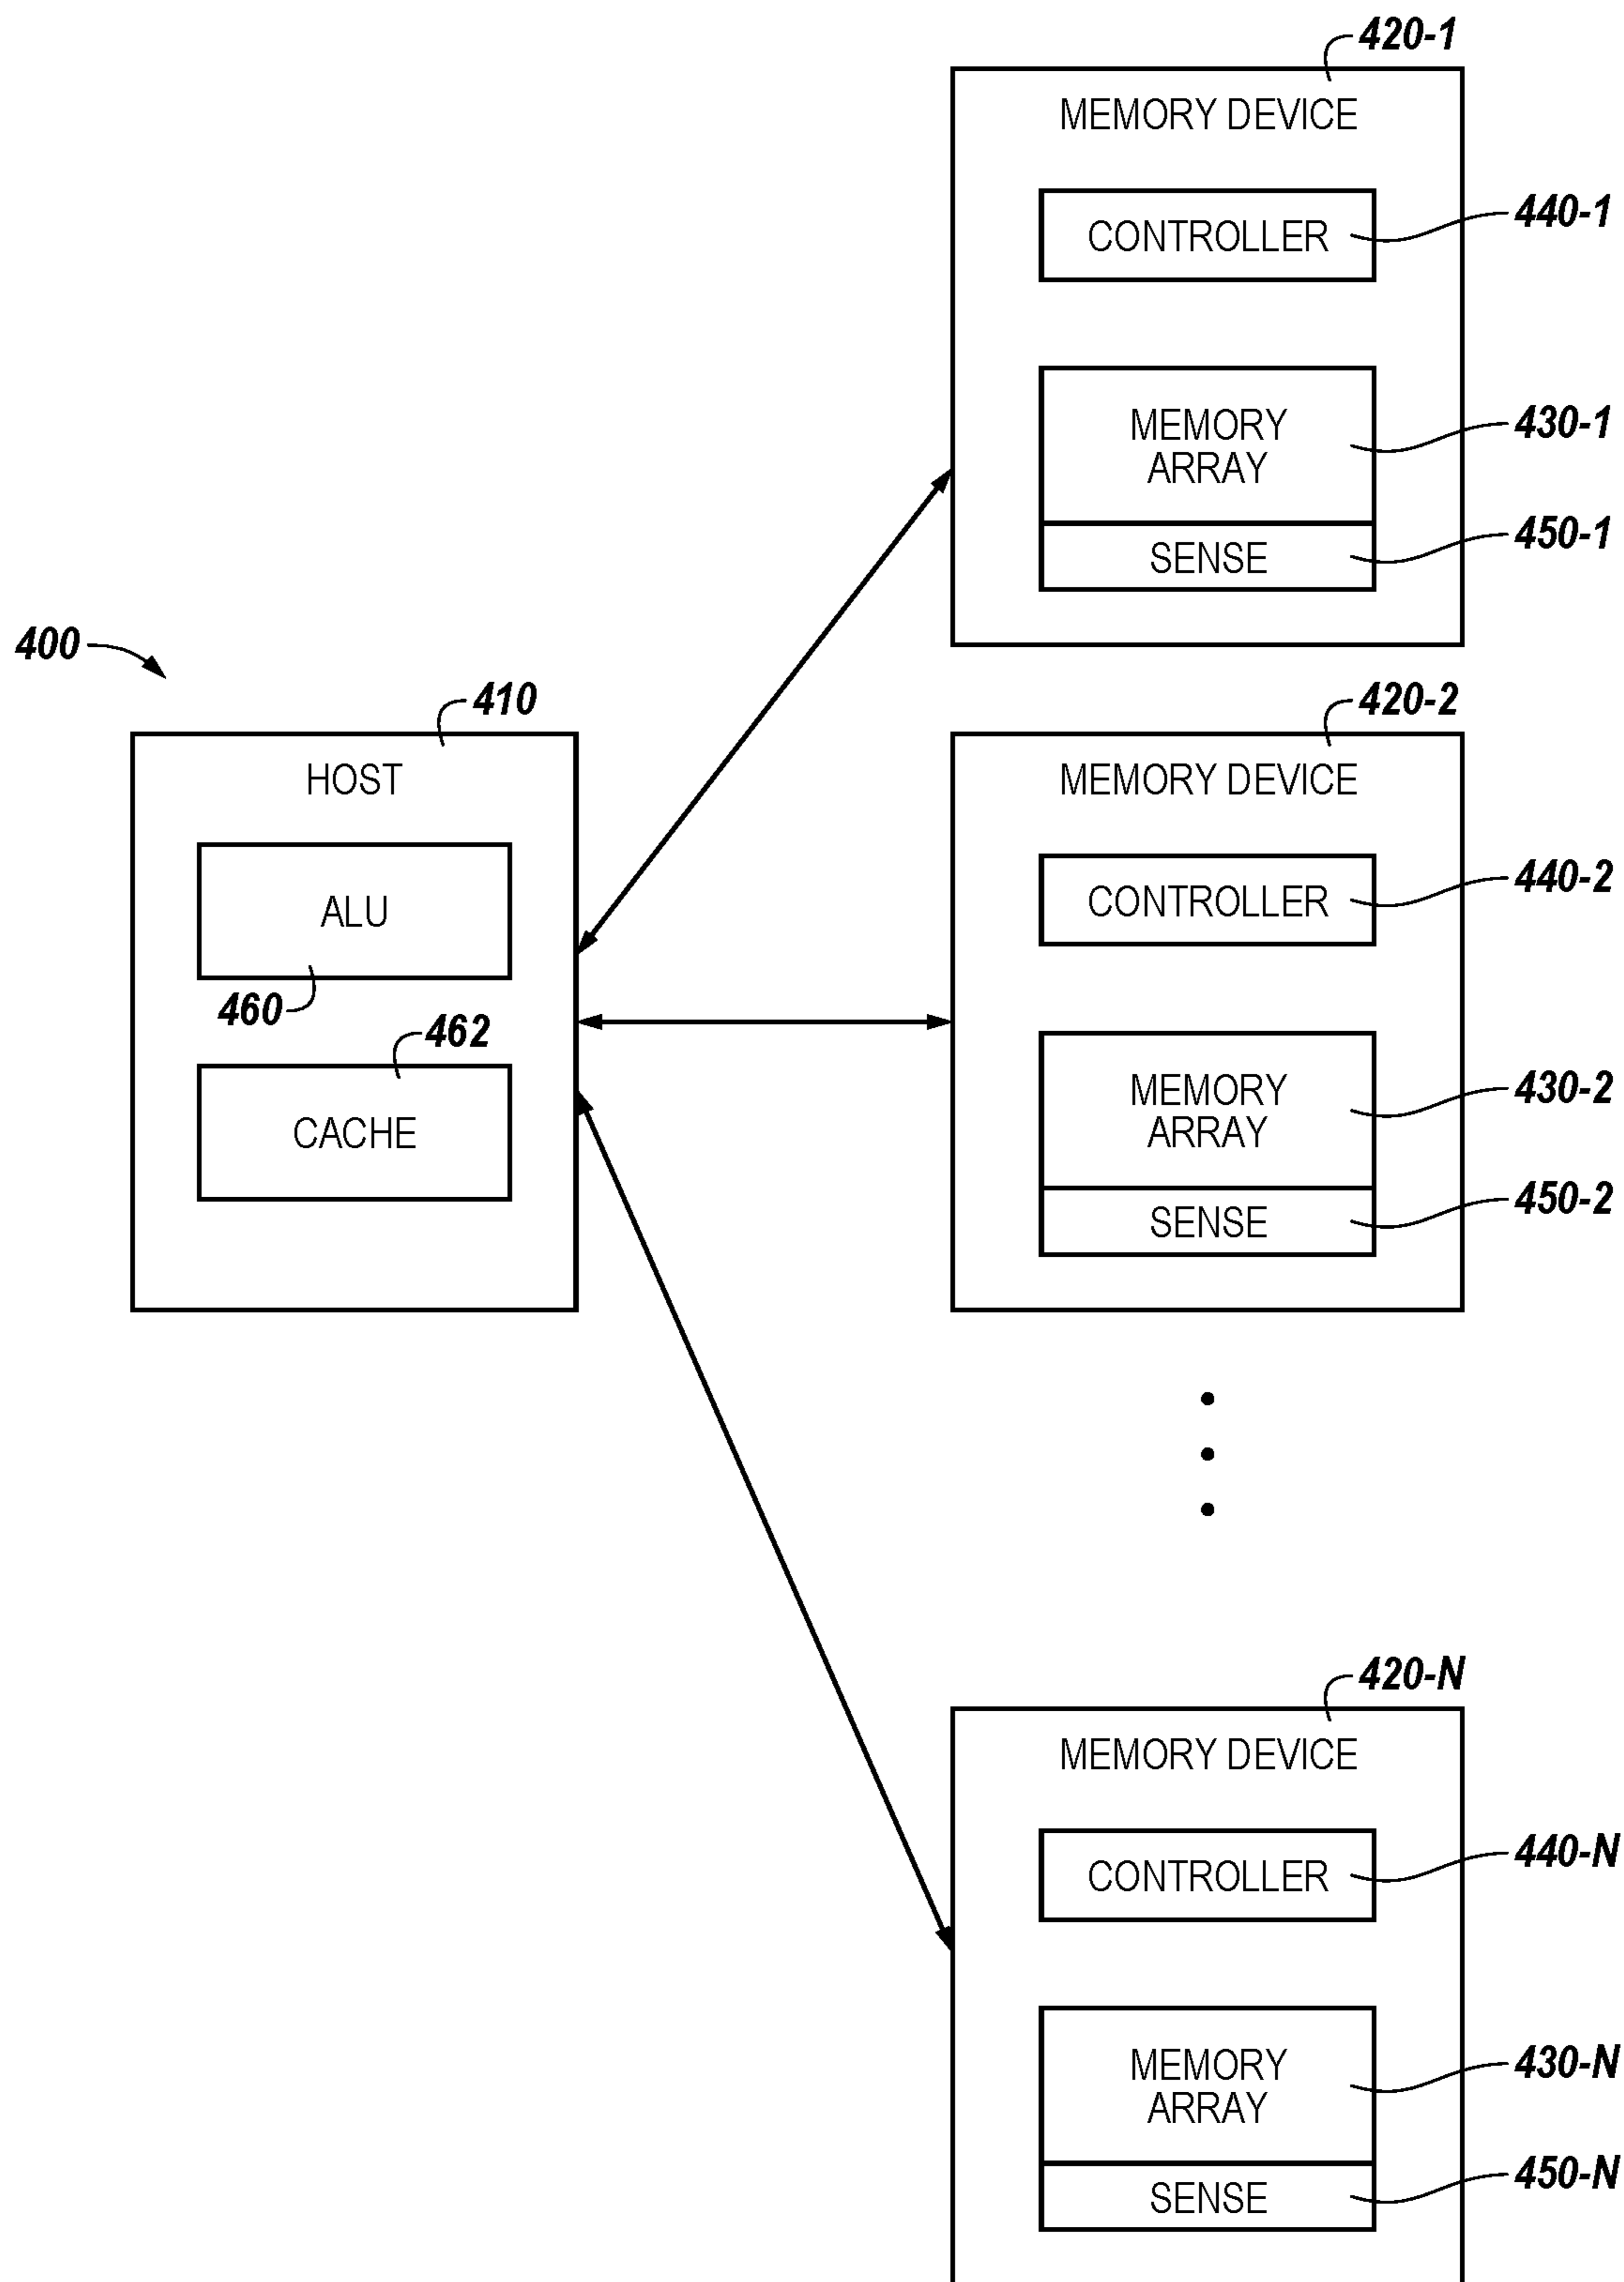 420-1
MEMORY DEVICE
CONTROLLER
440-1
MEMORY
ARRAY
430-1
SENSE
450-1
400
410
HOST
ALU
460
462
CACHE
420-2
MEMORY DEVICE
CONTROLLER
440-2
MEMORY
ARRAY
430-2
SENSE
450-2
420-N
MEMORY DEVICE
CONTROLLER
440-N
MEMORY
ARRAY
430-N
SENSE
450-N